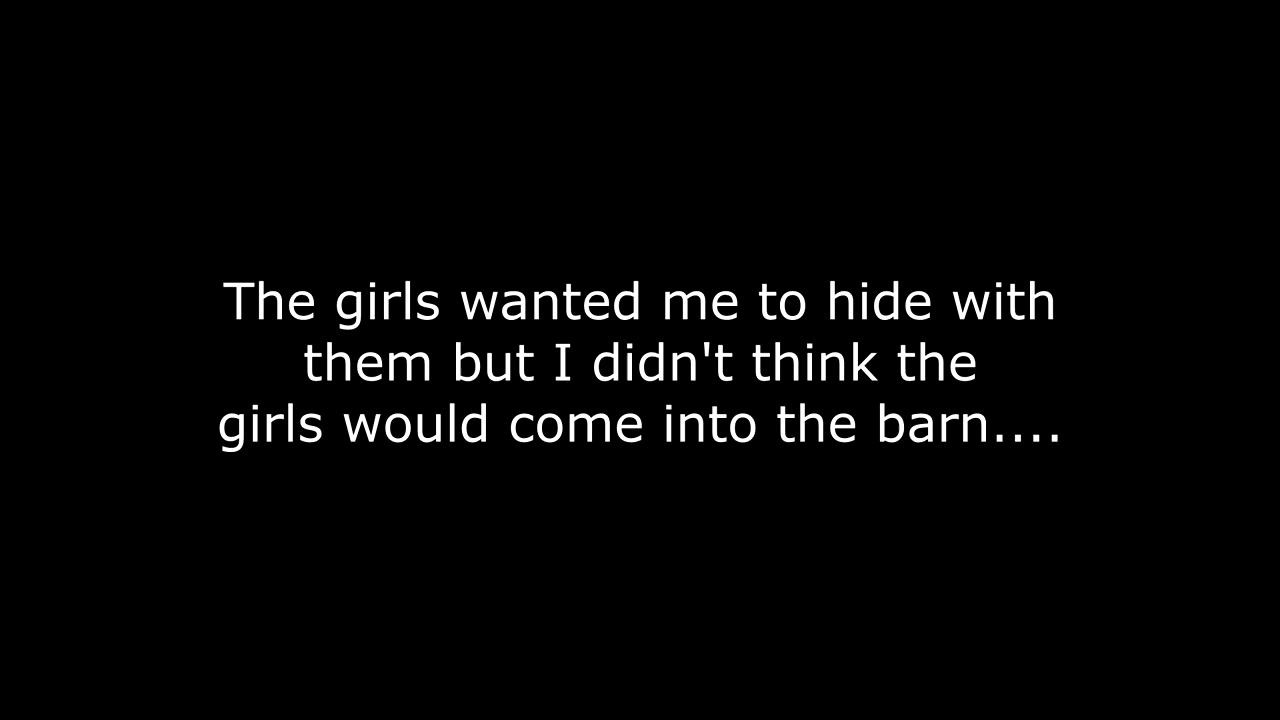 The girls wanted me to hide with
them but I didn't think the
girls would come into the barn....